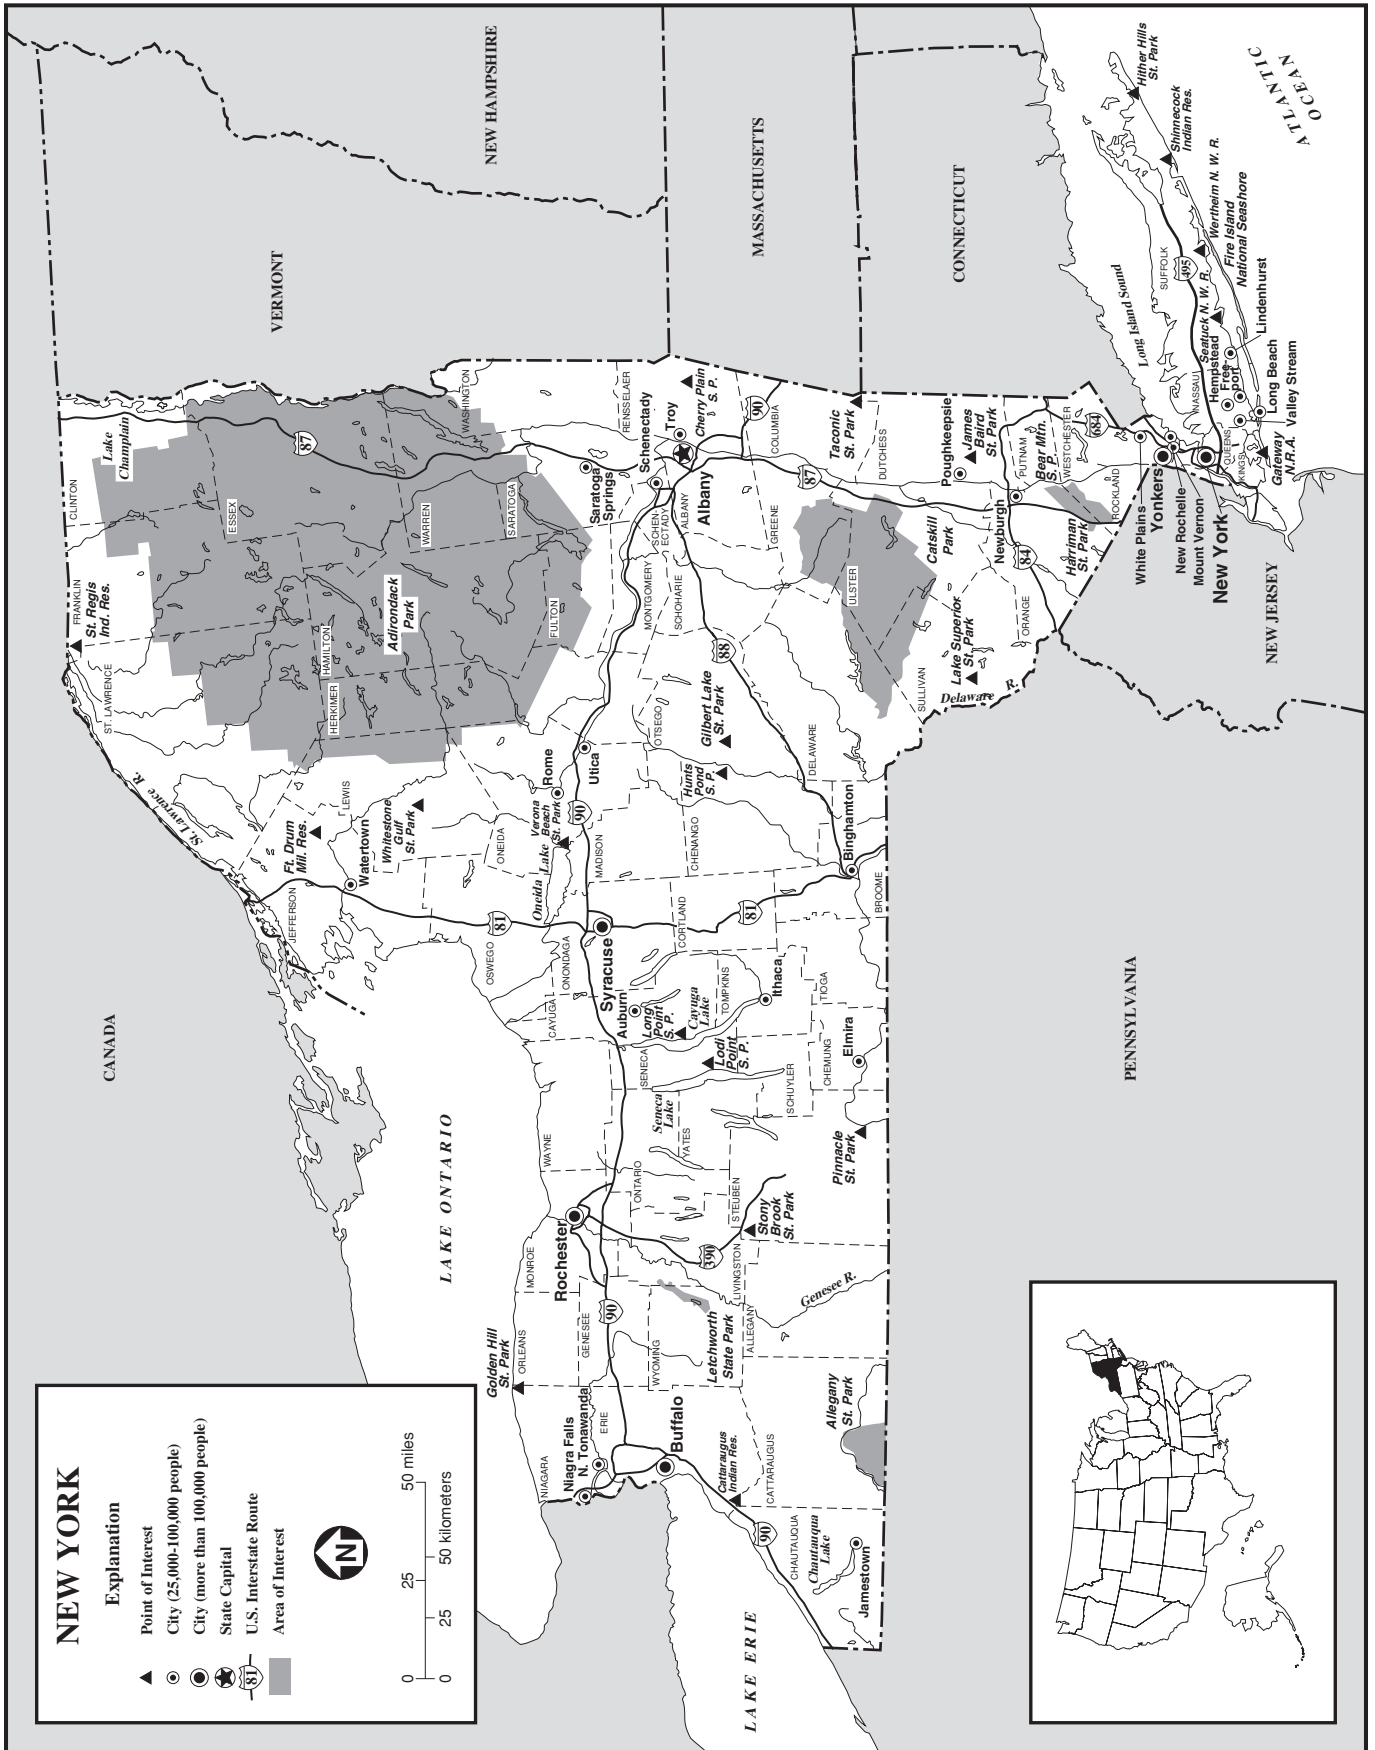 NEW YORK
Explanation
Point of Interest
City (25,000-100,000 people)
City (more than 100,000 people)
State Capital
81
U.S. Interstate Route
Area of Interest
N
0
25
50 miles
0
25
50 kilometers
CANADA
VERMONT
NEW HAMPSHIRE
MASSACHUSETTS
CONNECTICUT
NEW JERSEY
PENNSYLVANIA
ATLANTIC
OCEAN
LAKE ONTARIO
LAKE ERIE
Lake
Champlain
St. Lawrence R.
CLINTON
FRANKLIN
St. Regis
Ind. Res.
ST. LAWRENCE
ESSEX
87
Adirondack
Park
HAMILTON
HERKIMER
WARREN
WASHINGTON
SARATOGA
FULTON
Ft. Drum
Mil. Res.
LEWIS
JEFFERSON
Watertown
Whitestone
Gulf
St. Park
81
OSWEGO
ONEIDA
Rome
Verona
Beach
St. Park
Oneida Lake
90
Utica
MADISON
ONONDAGA
Syracuse
CAYUGA
Auburn
Long
Point
S. P.
Cayuga
Lake
Lodi
Point
S. P.
SENECA
Seneca
Lake
WAYNE
ONTARIO
YATES
MONROE
Rochester
Golden Hill
St. Park
ORLEANS
GENESEE
90
NIAGARA
Niagra Falls
N. Tonawanda
ERIE
Buffalo
WYOMING
Letchworth
State Park
LIVINGSTON
390
ALLEGANY
Genesee R.
STEUBEN
Stony
Brook
St. Park
Pinnacle
St. Park
SCHUYLER
CHEMUNG
Elmira
TOMPKINS
Ithaca
TIOGA
CORTLAND
81
BROOME
Binghamton
CHENANGO
Hunts
Pond
S. P.
Gilbert Lake
St. Park
OTSEGO
88
DELAWARE
Cattaraugus
Indian Res.
CATTARAUGUS
Allegany
St. Park
90
CHAUTAUQUA
Chautauqua
Lake
Jamestown
Saratoga
Springs
Schenectady
SCHEN-
ECTADY
MONTGOMERY
SCHOHARIE
ALBANY
Albany
Troy
RENSSELAER
Cherry Plain
S. P.
90
COLUMBIA
GREENE
87
Taconic
St. Park
DUTCHESS
ULSTER
Catskill
Park
SULLIVAN
Lake Superior
St. Park
Delaware R.
ORANGE
Poughkeepsie
James
Baird
St. Park
Newburgh
84
PUTNAM
Bear Mtn.
S. P.
WESTCHESTER
684
Harriman
St. Park
ROCKLAND
White Plains
Yonkers
New Rochelle
Mount Vernon
New York
QUEENS
KINGS
Gateway
N.R.A.
NASSAU
Hempstead
Free-
port
Long Beach
Valley Stream
Lindenhurst
Seatuck N. W. R.
Long Island Sound
SUFFOLK
495
Wertheim N. W. R.
Fire Island
National Seashore
Shinnecock
Indian Res.
Hither Hills
St. Park